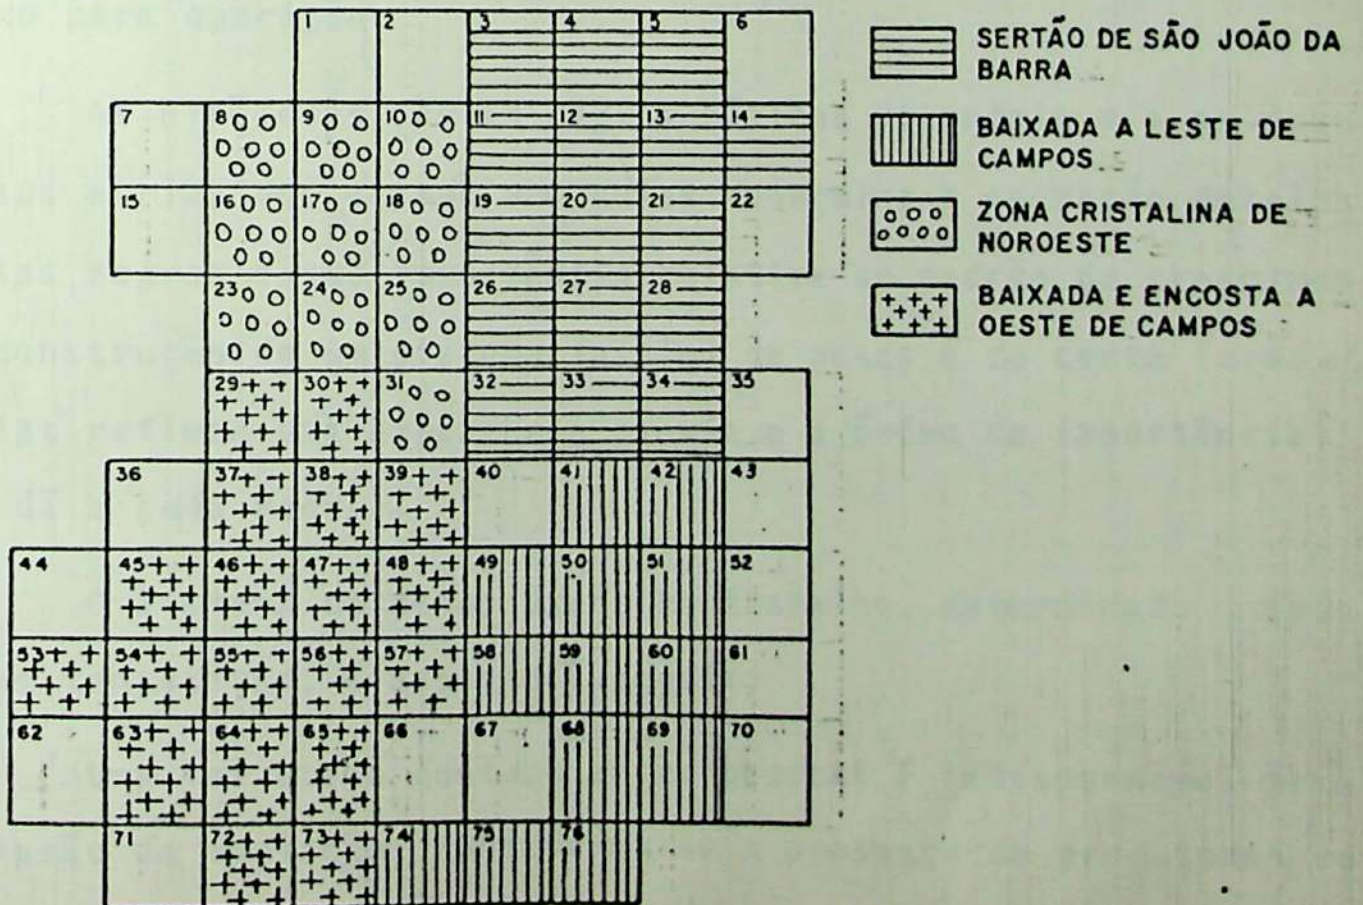 1 2 3 4 5 6
7 8 9 10 11 12 13 14
15 16 17 18 19 20 21 22
23 24 25 26 27 28
29 30 31 32 33 34 35
36 37 38 39 40 41 42 43
44 45 46 47 48 49 50 51 52
53 54 55 56 57 58 59 60 61
62 63 64 65 66 67 68 69 70
71 72 73 74 75 76
SERTÃO DE SÃO JOÃO DA
BARRA
BAIXADA A LESTE DE
CAMPOS
ZONA CRISTALINA DE
NOROESTE
BAIXADA E ENCOSTA A
OESTE DE CAMPOS